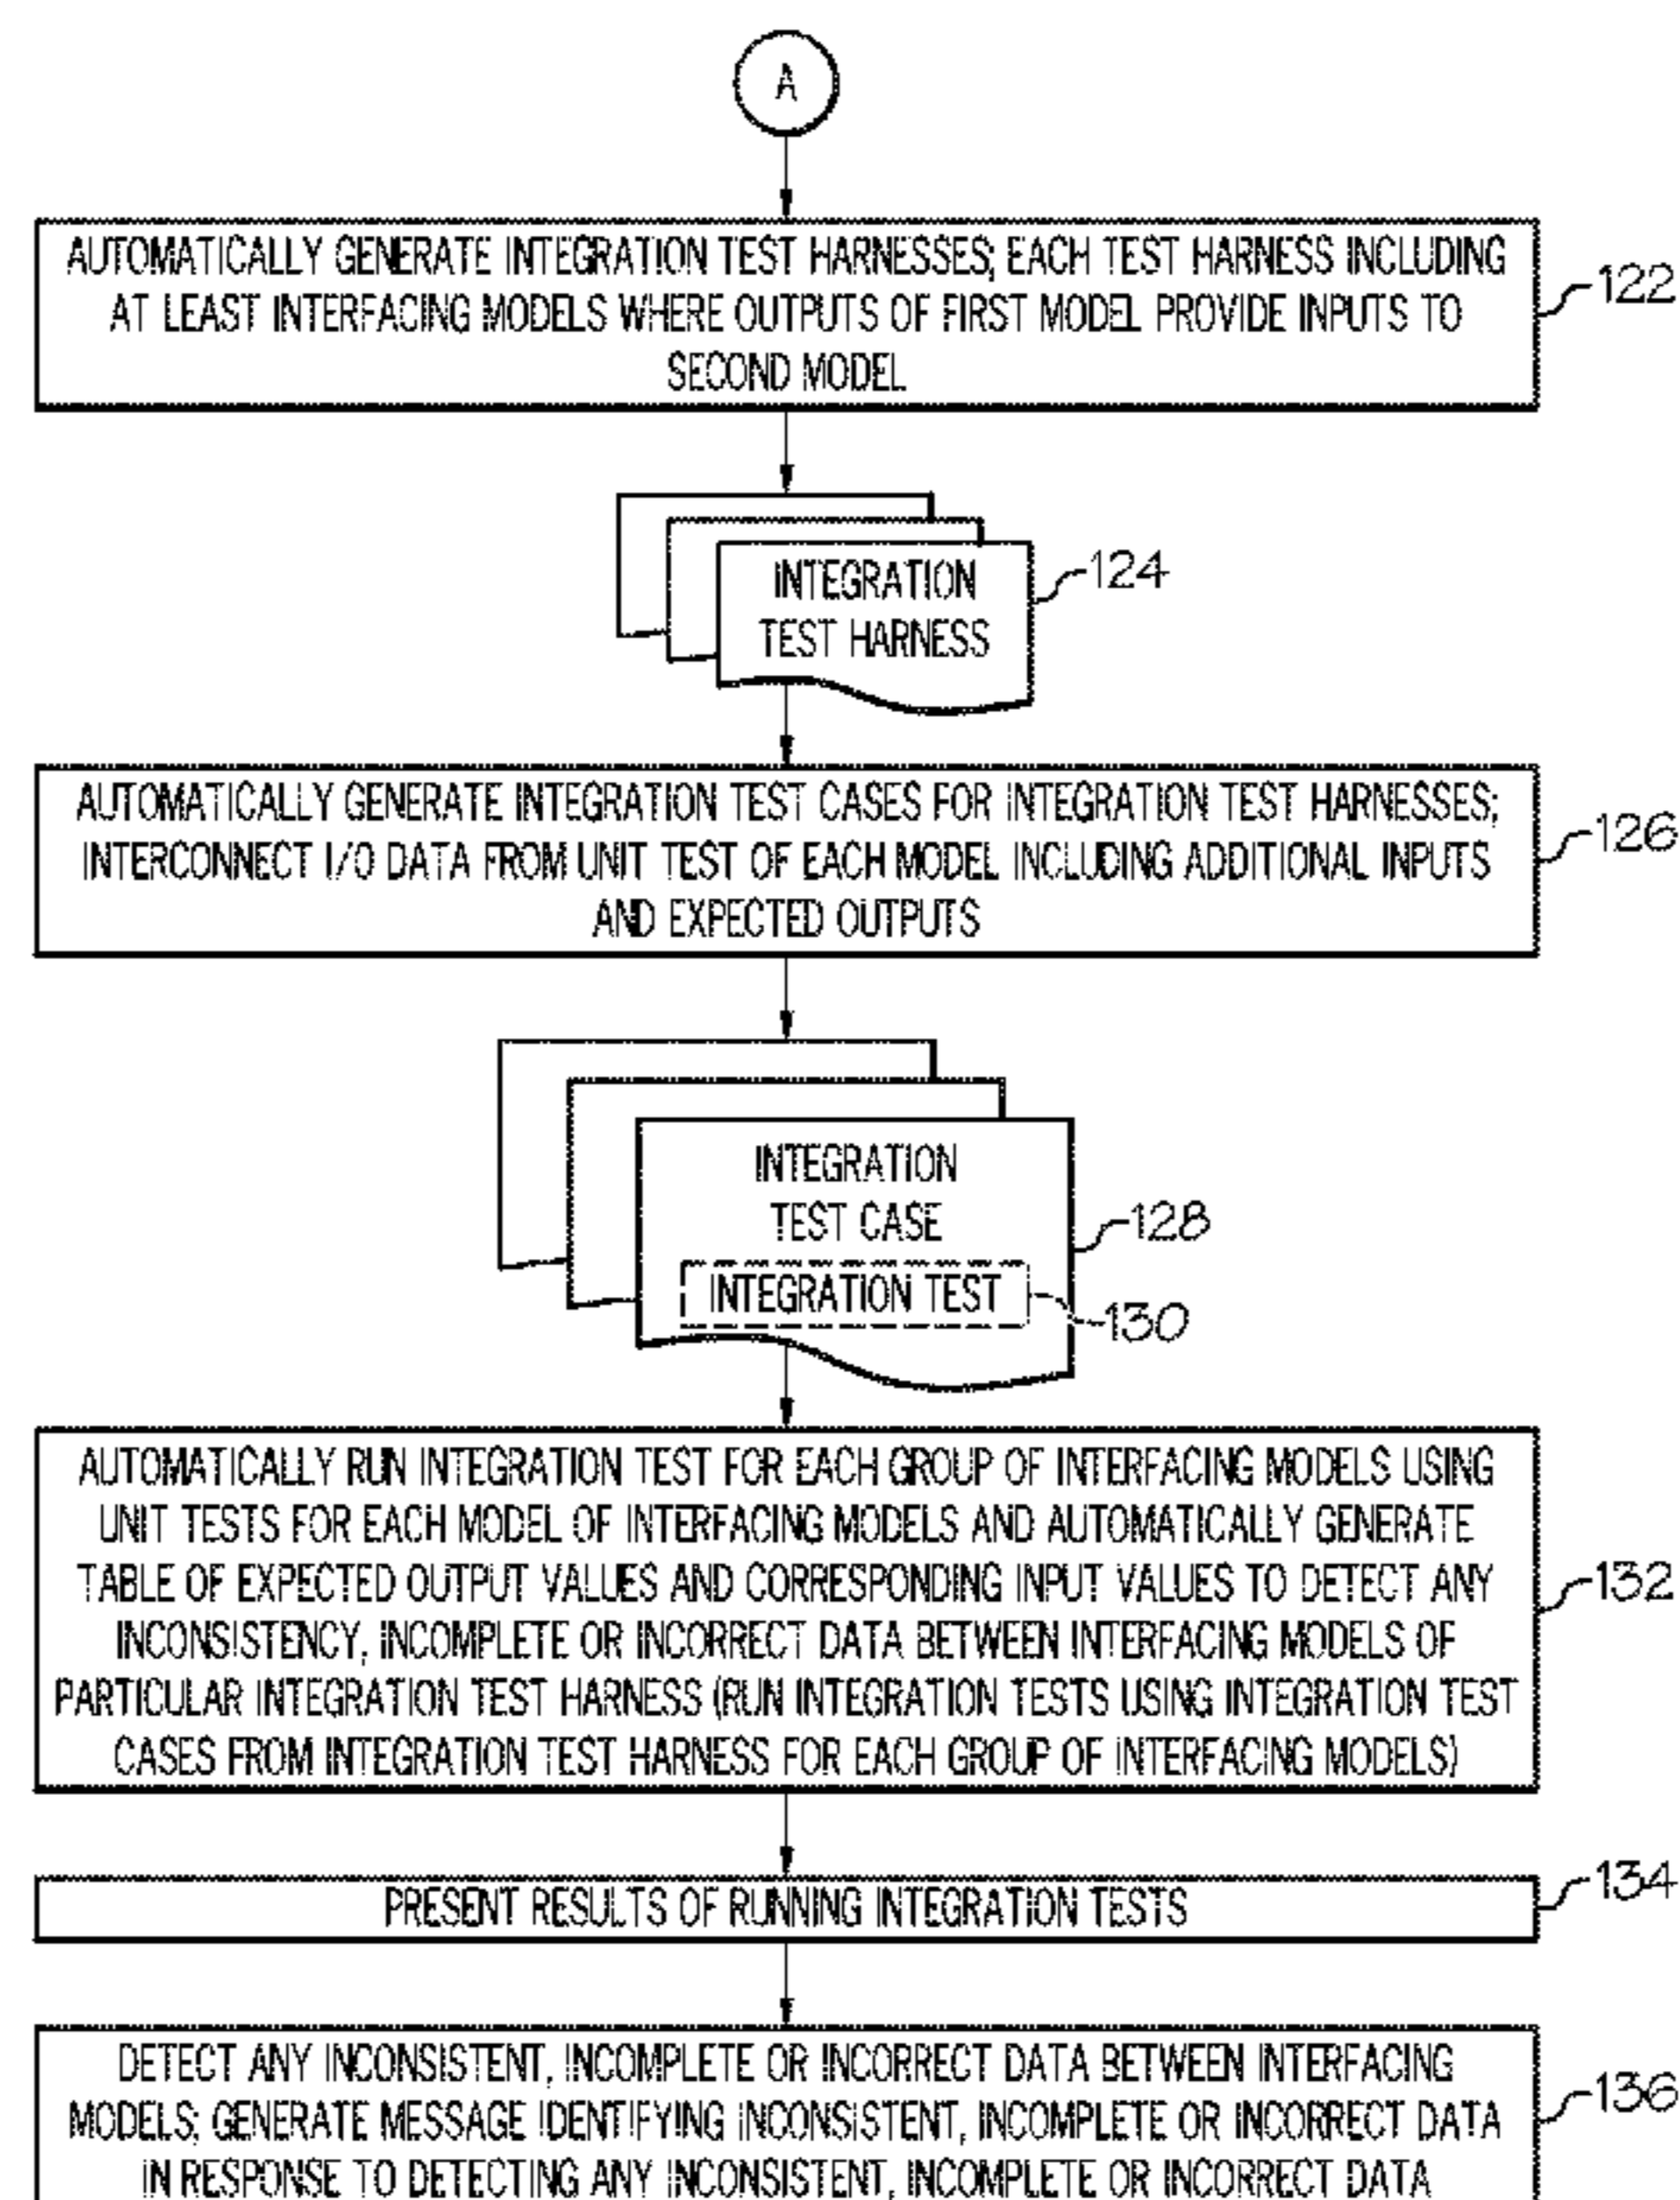 A
AUTOMATICALLY GENERATE INTEGRATION TEST HARNESSES; EACH TEST HARNESS INCLUDING
AT LEAST INTERFACING MODELS WHERE OUTPUTS OF FIRST MODEL PROVIDE INPUTS TO
SECOND MODEL
122
INTEGRATION
TEST HARNESS
124
AUTOMATICALLY GENERATE INTEGRATION TEST CASES FOR INTEGRATION TEST HARNESSES;
INTERCONNECT I/O DATA FROM UNIT TEST OF EACH MODEL INCLUDING ADDITIONAL INPUTS
AND EXPECTED OUTPUTS
126
INTEGRATION
TEST CASE
128
INTEGRATION TEST
130
AUTOMATICALLY RUN INTEGRATION TEST FOR EACH GROUP OF INTERFACING MODELS USING
UNIT TESTS FOR EACH MODEL OF INTERFACING MODELS AND AUTOMATICALLY GENERATE
TABLE OF EXPECTED OUTPUT VALUES AND CORRESPONDING INPUT VALUES TO DETECT ANY
INCONSISTENCY, INCOMPLETE OR INCORRECT DATA BETWEEN INTERFACING MODELS OF
PARTICULAR INTEGRATION TEST HARNESS (RUN INTEGRATION TESTS USING INTEGRATION TEST
CASES FROM INTEGRATION TEST HARNESS FOR EACH GROUP OF INTERFACING MODELS)
132
PRESENT RESULTS OF RUNNING INTEGRATION TESTS
134
DETECT ANY INCONSISTENT, INCOMPLETE OR INCORRECT DATA BETWEEN INTERFACING
MODELS; GENERATE MESSAGE IDENTIFYING INCONSISTENT, INCOMPLETE OR INCORRECT DATA
IN RESPONSE TO DETECTING ANY INCONSISTENT, INCOMPLETE OR INCORRECT DATA
136